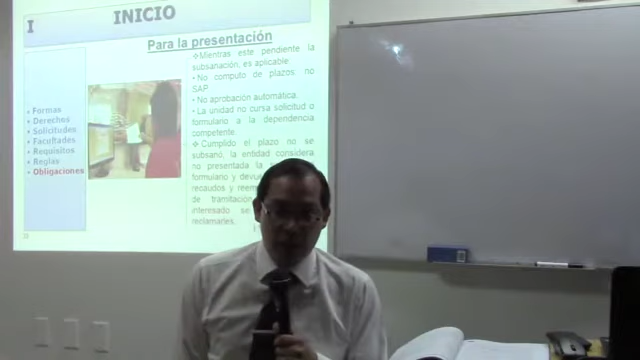 I
INICIO
Para la presentación
❖Mientras este pendiente la
subsanación, es aplicable:
- No computo de plazos. no
SAP.
- No aprobación automática.
- La unidad no cursa solicitud o
formulario a la dependencia
competente.
❖ Cumplido el plazo no se
subsanó, la entidad considera
no presentada la
formulario y
recaudos y
de tramitación
interesado se
reclamarles.
• Formas
• Derechos
• Solicitudes
• Facultades
• Requisitos
• Reglas
• Obligaciones